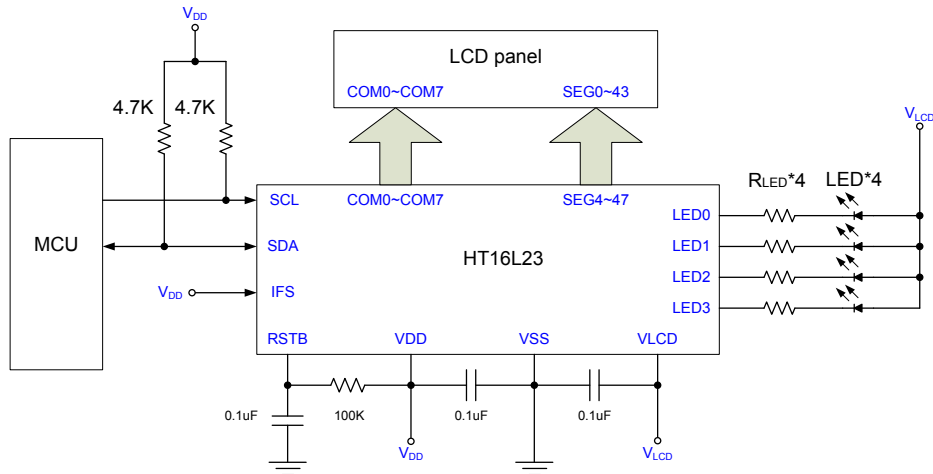 VDD
LCD panel
COM0~COM7
SEG0~43
4.7K
4.7K
VLCD
RLED*4
LED*4
MCU
SCL
COM0~COM7
SEG4~47
LED0
SDA
HT16L23
LED1
VDD
IFS
LED2
LED3
RSTB
VDD
VSS
VLCD
0.1uF
100K
0.1uF
0.1uF
VDD
VLCD